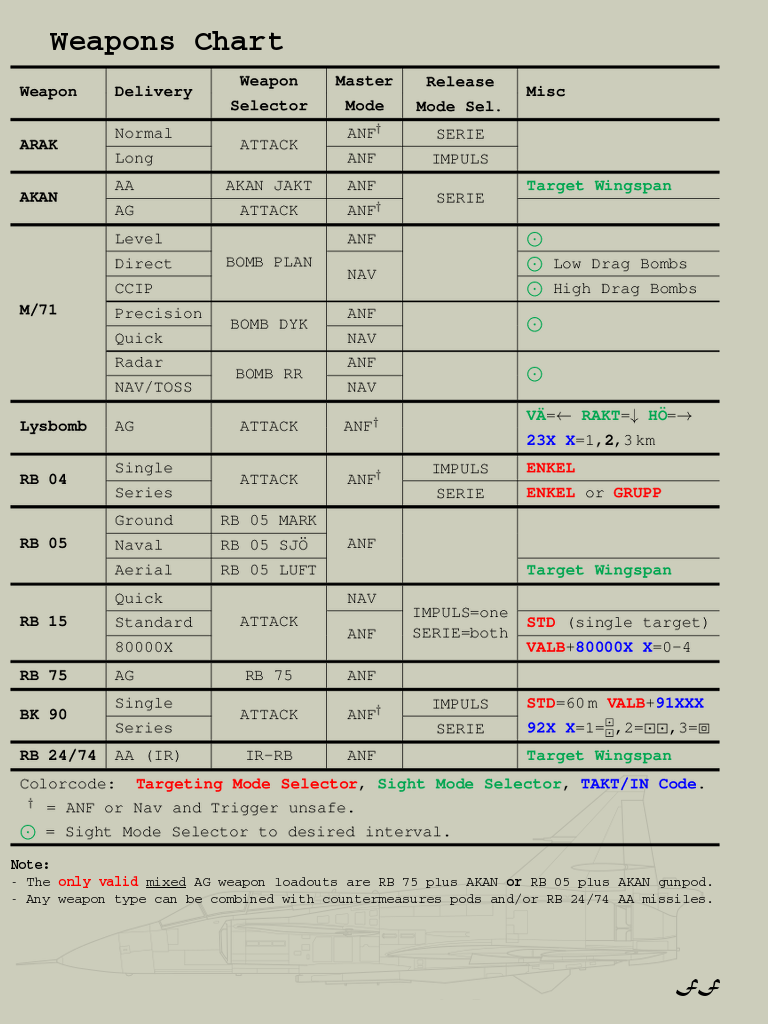 Weapons Chart
Weapon Delivery Weapon Selector Master Mode Release Mode Sel. Misc
ARAK Normal ATTACK ANF† SERIE
Long ANF IMPULS
AKAN AA AKAN JAKT ANF SERIE Target Wingspan
AG ATTACK ANF†
M/71 Level BOMB PLAN ANF ⊙
Direct NAV ⊙ Low Drag Bombs
CCIP ⊙ High Drag Bombs
Precision BOMB DYK ANF ⊙
Quick NAV
Radar BOMB RR ANF ⊙
NAV/TOSS NAV
Lysbomb AG ATTACK ANF† VÄ=← RAKT=↓ HÖ=→
23X X=1,2,3km
RB 04 Single ATTACK ANF† IMPULS ENKEL
Series SERIE ENKEL or GRUPP
RB 05 Ground RB 05 MARK ANF
Naval RB 05 SJÖ
Aerial RB 05 LUFT Target Wingspan
RB 15 Quick ATTACK NAV IMPULS=one
Standard ANF SERIE=both STD (single target)
80000X VALB+80000X X=0-4
RB 75 AG RB 75 ANF
BK 90 Single ATTACK ANF† IMPULS STD=60m VALB+91XXX
Series SERIE 92X X=1=⚀⚀,2=⚀⚀,3=⊡
RB 24/74 AA (IR) IR-RB ANF Target Wingspan
Colorcode: Targeting Mode Selector, Sight Mode Selector, TAKT/IN Code.
† = ANF or Nav and Trigger unsafe.
⊙ = Sight Mode Selector to desired interval.
Note:
- The only valid mixed AG weapon loadouts are RB 75 plus AKAN or RB 05 plus AKAN gunpod.
- Any weapon type can be combined with countermeasures pods and/or RB 24/74 AA missiles.
FF